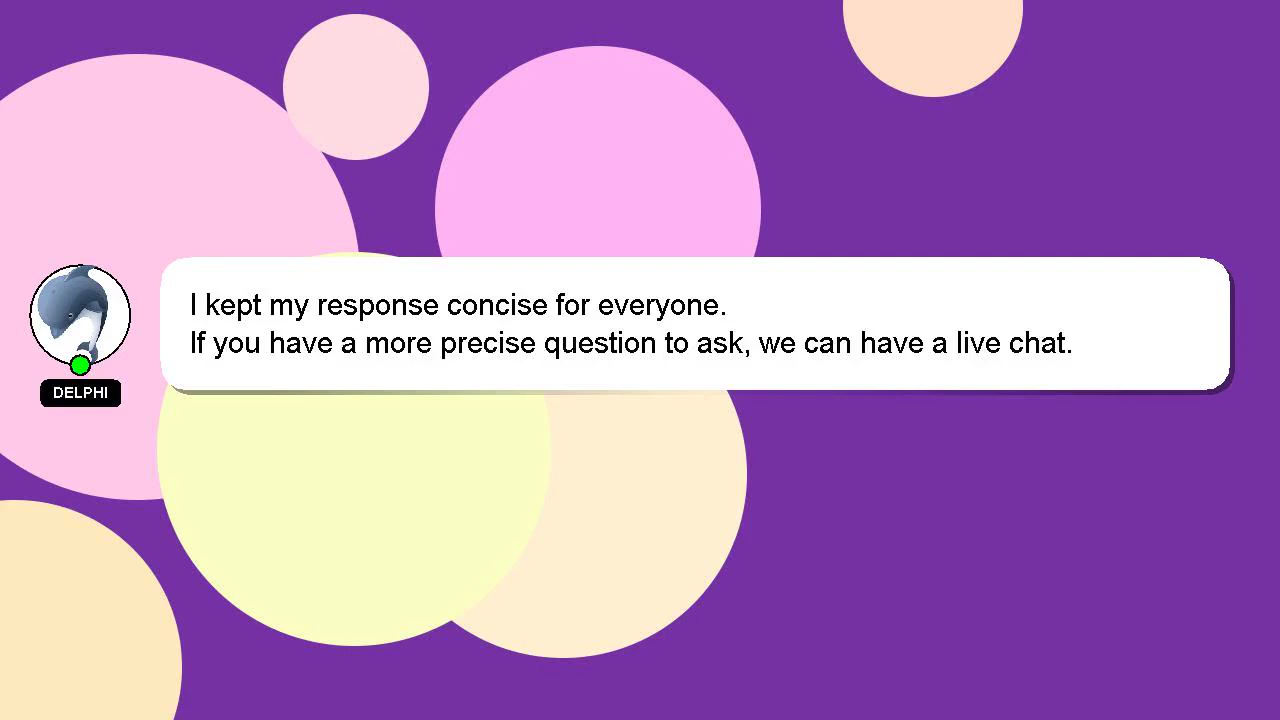 I kept my response concise for everyone.
If you have a more precise question to ask, we can have a live chat.
DELPHI